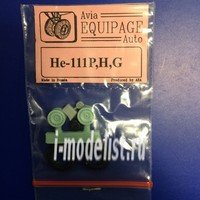 Avia
EQUIPAGE
Auto
He-111P,H,G
Made in Russia
Produced by AEA
i-modelist.ru